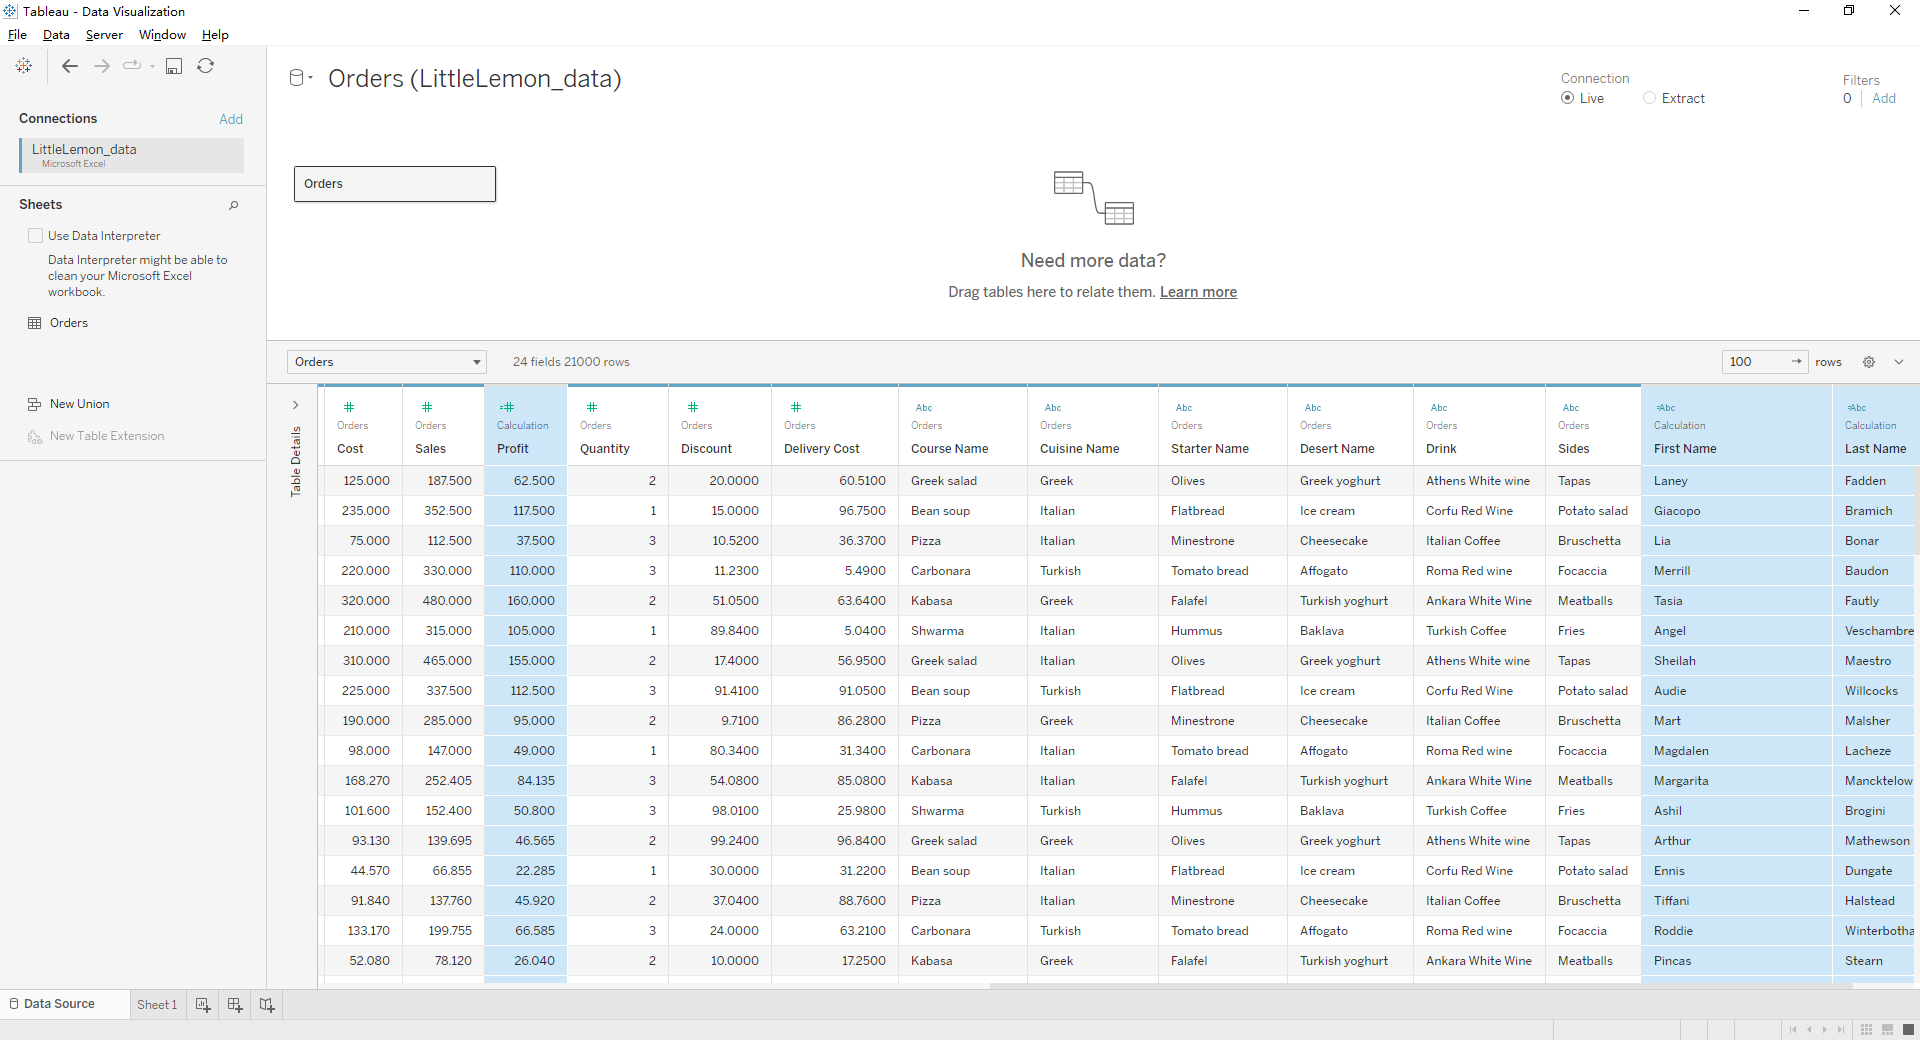 Tableau - Data Visualization
File Data Server Window Help
Orders (LittleLemon_data)
Connection
Live Extract
Filters
0 Add
Connections Add
LittleLemon_data
Microsoft Excel
Sheets
Use Data Interpreter
Data Interpreter might be able to
clean your Microsoft Excel
workbook.
Orders
New Union
New Table Extension
Orders
Need more data?
Drag tables here to relate them. Learn more
Orders 24 fields 21000 rows 100 rows
Table Details
# # =# # # # Abc Abc Abc Abc Abc Abc =Abc =Abc
Orders Orders Calculation Orders Orders Orders Orders Orders Orders Orders Orders Orders Calculation Calculation
Cost Sales Profit Quantity Discount Delivery Cost Course Name Cuisine Name Starter Name Desert Name Drink Sides First Name Last Name
125.000 187.500 62.500 2 20.0000 60.5100 Greek salad Greek Olives Greek yoghurt Athens White wine Tapas Laney Fadden
235.000 352.500 117.500 1 15.0000 96.7500 Bean soup Italian Flatbread Ice cream Corfu Red Wine Potato salad Giacopo Bramich
75.000 112.500 37.500 3 10.5200 36.3700 Pizza Italian Minestrone Cheesecake Italian Coffee Bruschetta Lia Bonar
220.000 330.000 110.000 3 11.2300 5.4900 Carbonara Turkish Tomato bread Affogato Roma Red wine Focaccia Merrill Baudon
320.000 480.000 160.000 2 51.0500 63.6400 Kabasa Greek Falafel Turkish yoghurt Ankara White Wine Meatballs Tasia Fautly
210.000 315.000 105.000 1 89.8400 5.0400 Shwarma Italian Hummus Baklava Turkish Coffee Fries Angel Veschambre
310.000 465.000 155.000 2 17.4000 56.9500 Greek salad Italian Olives Greek yoghurt Athens White wine Tapas Sheilah Maestro
225.000 337.500 112.500 3 91.4100 91.0500 Bean soup Turkish Flatbread Ice cream Corfu Red Wine Potato salad Audie Willcocks
190.000 285.000 95.000 2 9.7100 86.2800 Pizza Greek Minestrone Cheesecake Italian Coffee Bruschetta Mart Malsher
98.000 147.000 49.000 1 80.3400 31.3400 Carbonara Italian Tomato bread Affogato Roma Red wine Focaccia Magdalen Lacheze
168.270 252.405 84.135 3 54.0800 85.0800 Kabasa Italian Falafel Turkish yoghurt Ankara White Wine Meatballs Margarita Mancktelow
101.600 152.400 50.800 3 98.0100 25.9800 Shwarma Turkish Hummus Baklava Turkish Coffee Fries Ashil Brogini
93.130 139.695 46.565 2 99.2400 96.8400 Greek salad Greek Olives Greek yoghurt Athens White wine Tapas Arthur Mathewson
44.570 66.855 22.285 1 30.0000 31.2200 Bean soup Italian Flatbread Ice cream Corfu Red Wine Potato salad Ennis Dungate
91.840 137.760 45.920 2 37.0400 88.7600 Pizza Italian Minestrone Cheesecake Italian Coffee Bruschetta Tiffani Halstead
133.170 199.755 66.585 3 24.0000 63.2100 Carbonara Turkish Tomato bread Affogato Roma Red wine Focaccia Roddie Winterbotha
52.080 78.120 26.040 2 10.0000 17.2500 Kabasa Greek Falafel Turkish yoghurt Ankara White Wine Meatballs Pincas Stearn
Data Source Sheet 1